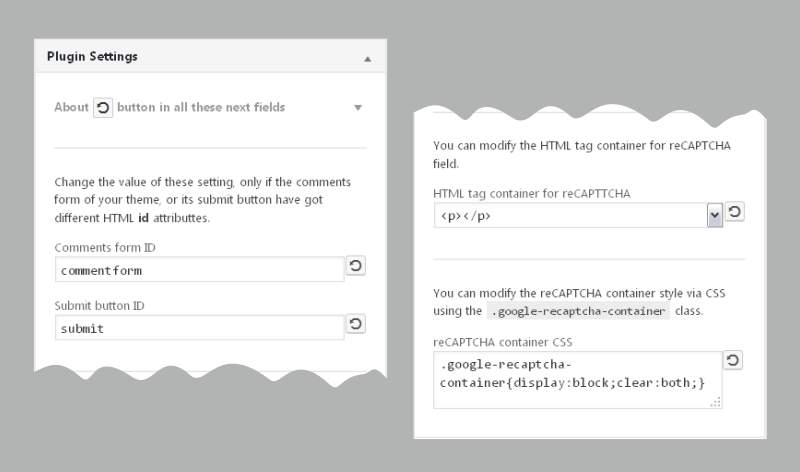 Plugin Settings
About button in all these next fields
Change the value of these setting, only if the comments
form of your theme, or its submit button have got
different HTML id attributtes.
Comments form ID
commentform
Submit button ID
submit
You can modify the HTML tag container for reCAPTCHA
field.
HTML tag container for reCAPTTCHA
<p></p>
You can modify the reCAPTCHA container style via CSS
using the .google-recaptcha-container class.
reCAPTCHA container CSS
.google-recaptcha-
container{display:block;clear:both;}